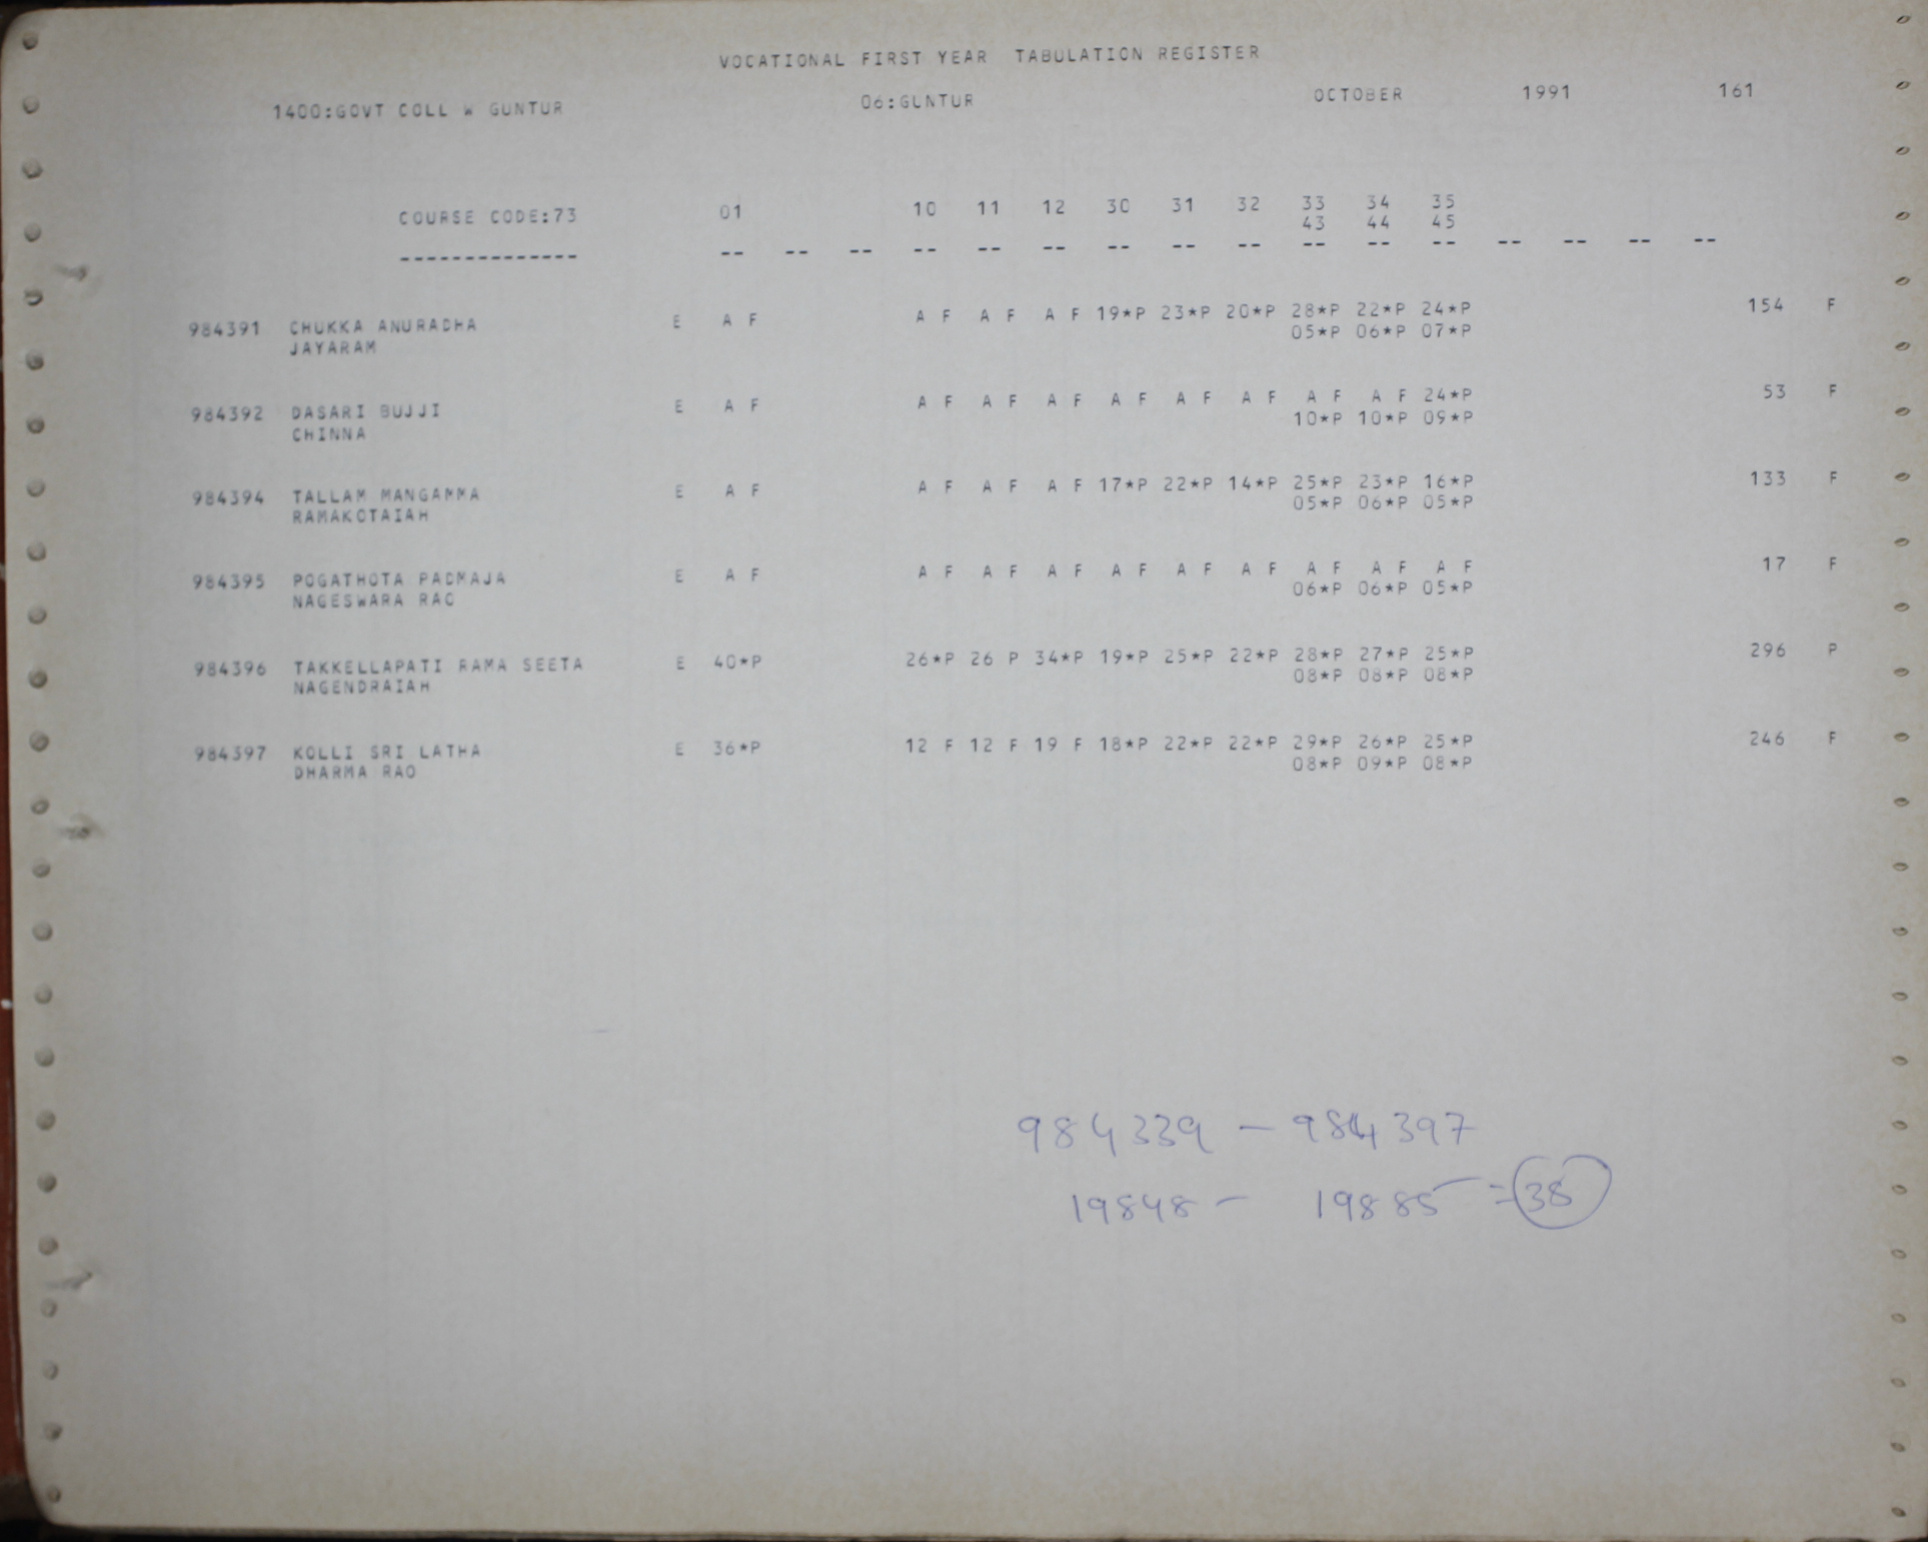 VOCATIONAL FIRST YEAR TABULATION REGISTER
1400:GOVT COLL W GUNTUR 06:GUNTUR OCTOBER 1991 161
COURSE CODE:73 01 10 11 12 30 31 32 33 34 35
43 44 45
-------------- -- -- -- -- -- -- -- -- -- -- -- -- -- -- -- --
984391 CHUKKA ANURADHA E A F A F A F A F 19*P 23*P 20*P 28*P 22*P 24*P 154 F
JAYARAM 05*P 06*P 07*P
984392 DASARI BUJJI E A F A F A F A F A F A F A F A F A F 24*P 53 F
CHINNA 10*P 10*P 09*P
984394 TALLAM MANGAMMA E A F A F A F A F 17*P 22*P 14*P 25*P 23*P 16*P 133 F
RAMAKOTAIAH 05*P 06*P 05*P
984395 POGATHOTA PADMAJA E A F A F A F A F A F A F A F A F A F A F 17 F
NAGESWARA RAO 06*P 06*P 05*P
984396 TAKKELLAPATI RAMA SEETA E 40*P 26*P 26 P 34*P 19*P 25*P 22*P 28*P 27*P 25*P 296 P
NAGENDRAIAH 08*P 08*P 08*P
984397 KOLLI SRI LATHA E 36*P 12 F 12 F 19 F 18*P 22*P 22*P 29*P 26*P 25*P 246 F
DHARMA RAO 08*P 09*P 08*P
984339 - 984397
19848 - 19885 = 38